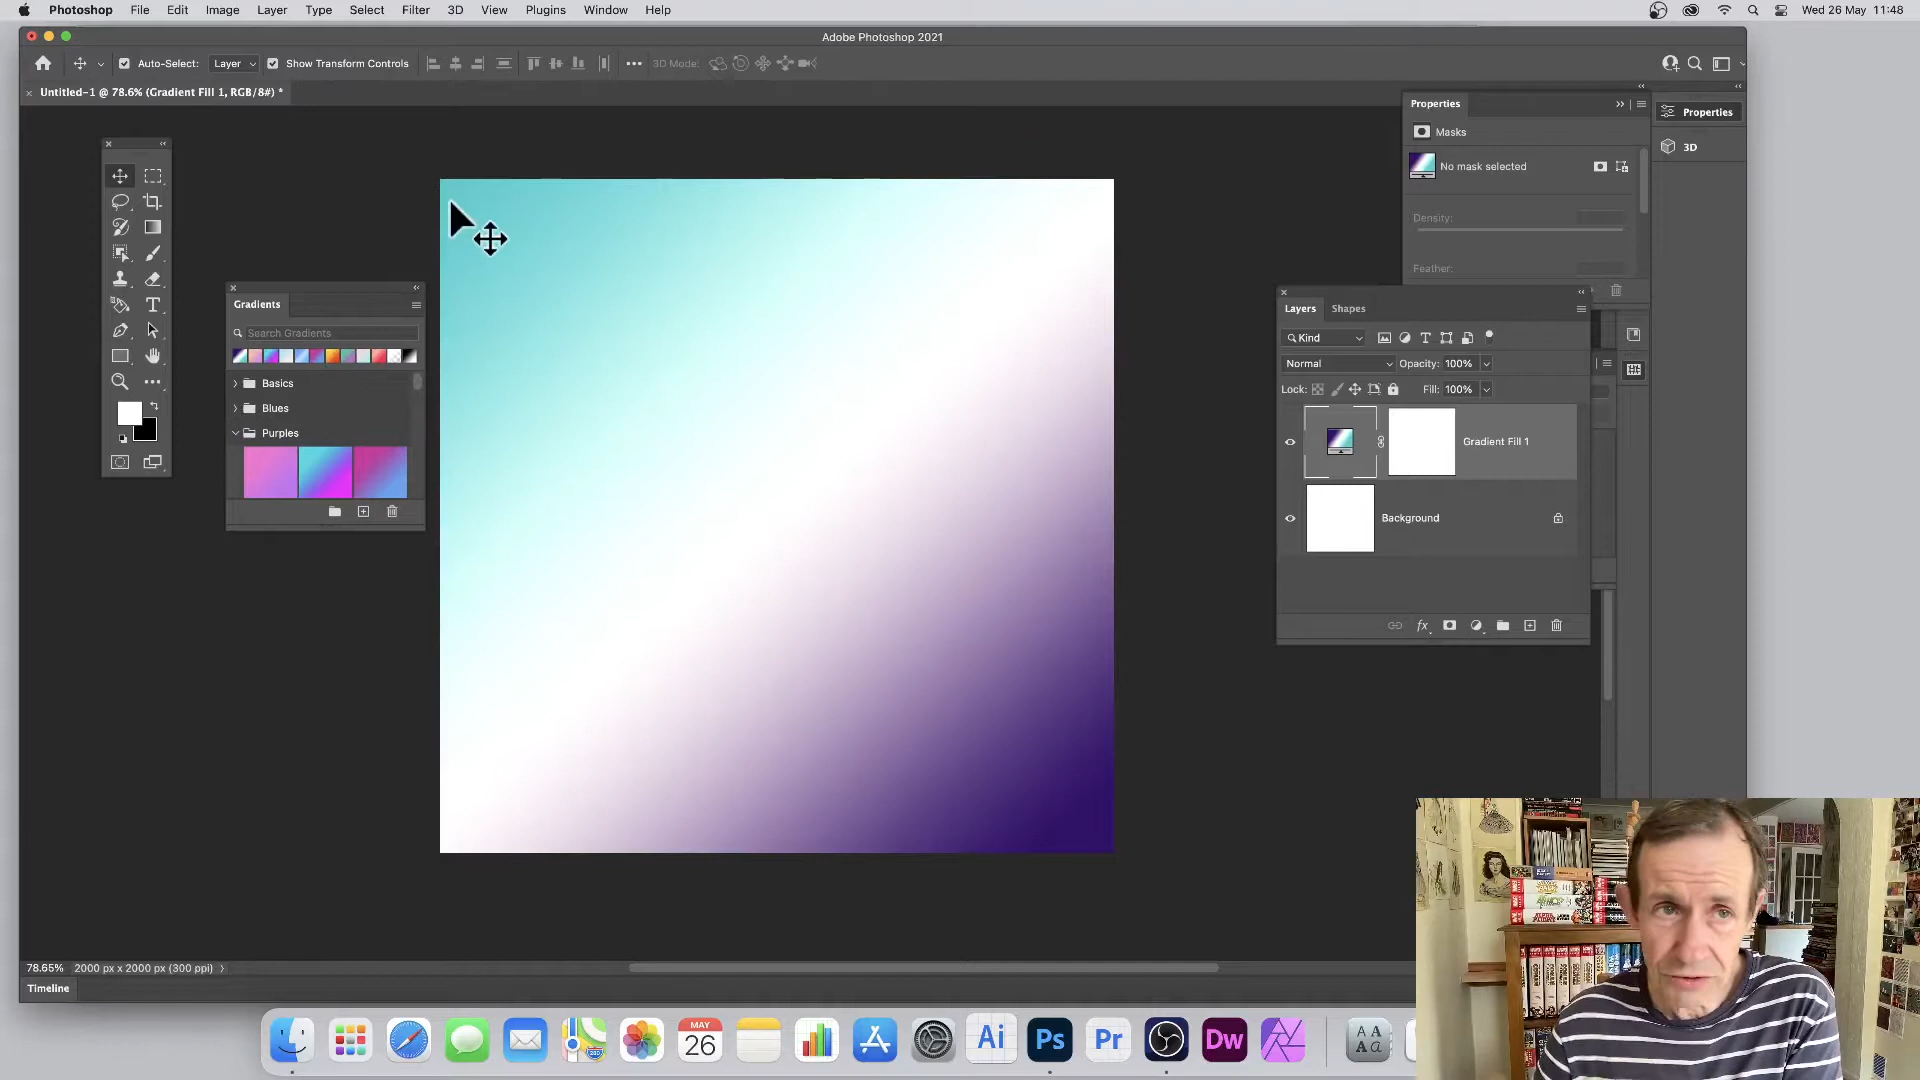 Photoshop File Edit Image Layer Type Select Filter 3D View Plugins Window Help Wed 26 May 11:48
Adobe Photoshop 2021
Auto-Select: Layer Show Transform Controls 3D Mode:
Untitled-1 @ 78.6% (Gradient Fill 1, RGB/8#) *
Properties
Masks
No mask selected
Density:
Feather:
Properties
3D
Gradients
Search Gradients
Basics
Blues
Purples
Layers Shapes
Kind
Normal Opacity: 100%
Lock: Fill: 100%
Gradient Fill 1
Background
78.65% 2000 px x 2000 px (300 ppi)
Timeline
MAY
26
Ai
Ps
Pr
Dw
A A
A a